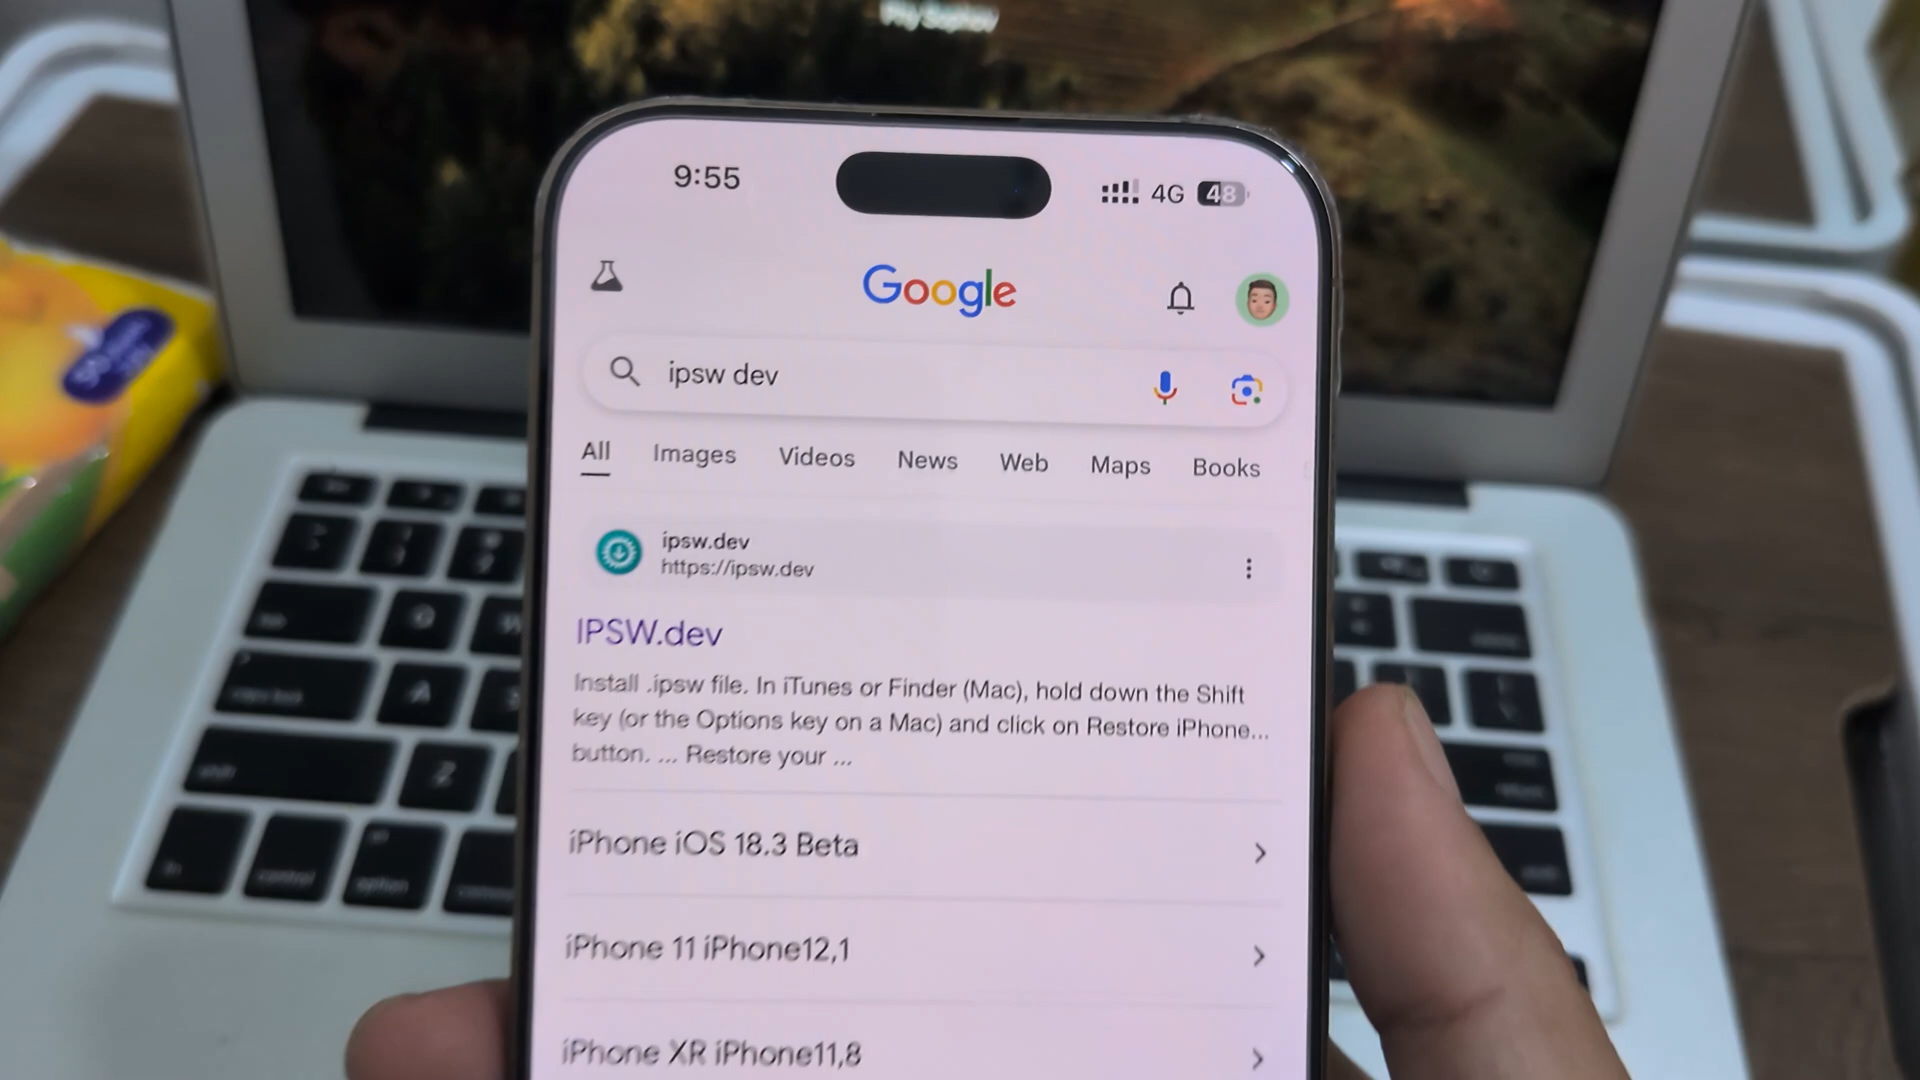 9:55
4G 48
Google
ipsw dev
All Images Videos News Web Maps Books
ipsw.dev
https://ipsw.dev
IPSW.dev
Install .ipsw file. In iTunes or Finder (Mac), hold down the Shift
key (or the Options key on a Mac) and click on Restore iPhone...
button. ... Restore your ...
iPhone iOS 18.3 Beta
iPhone 11 iPhone12,1
iPhone XR iPhone11,8
A
Z
control
option